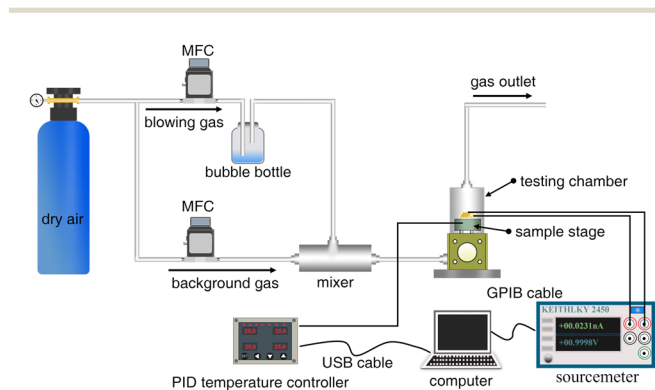 MFC
gas outlet
blowing gas
bubble bottle
testing chamber
dry air
MFC
sample stage
background gas
mixer
GPIB cable
KEITHLKY 2450
+00.0231nA
+00.9998V
USB cable
PID temperature controller
computer
sourcemeter